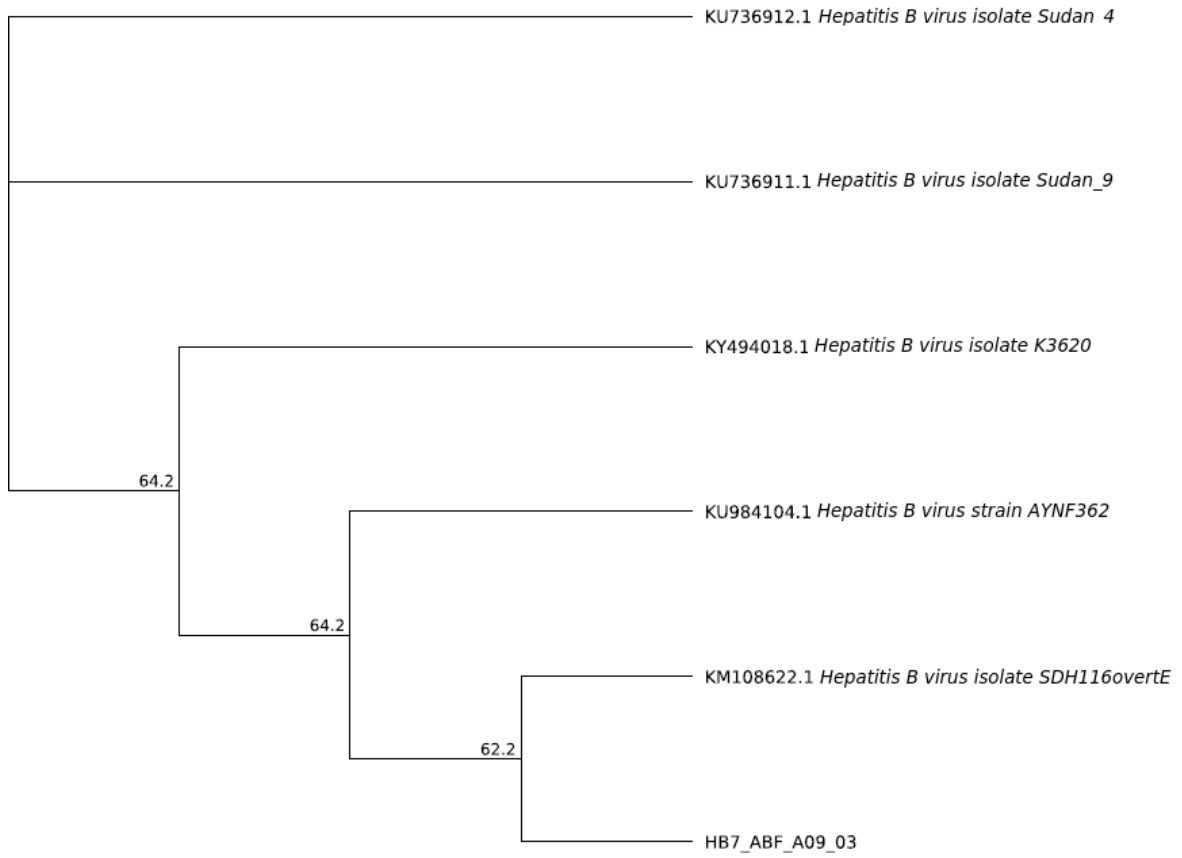 KU736912.1 Hepatitis B virus isolate Sudan 4
KU736911.1 Hepatitis B virus isolate Sudan_9
KY494018.1 Hepatitis B virus isolate K3620
64.2
KU984104.1 Hepatitis B virus strain AYNF362
64.2
KM108622.1 Hepatitis B virus isolate SDH116overtE
62.2
HB7_ABF_A09_03